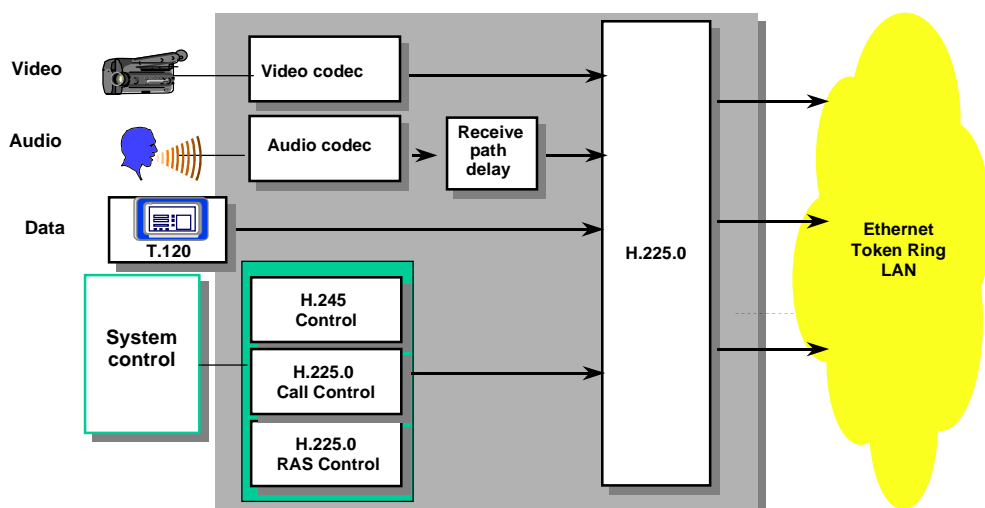 Video
Video codec
Audio
Audio codec
Receive
path
delay
Data
T.120
H.225.0
Ethernet
Token Ring
LAN
System
control
H.245
Control
H.225.0
Call Control
H.225.0
RAS Control